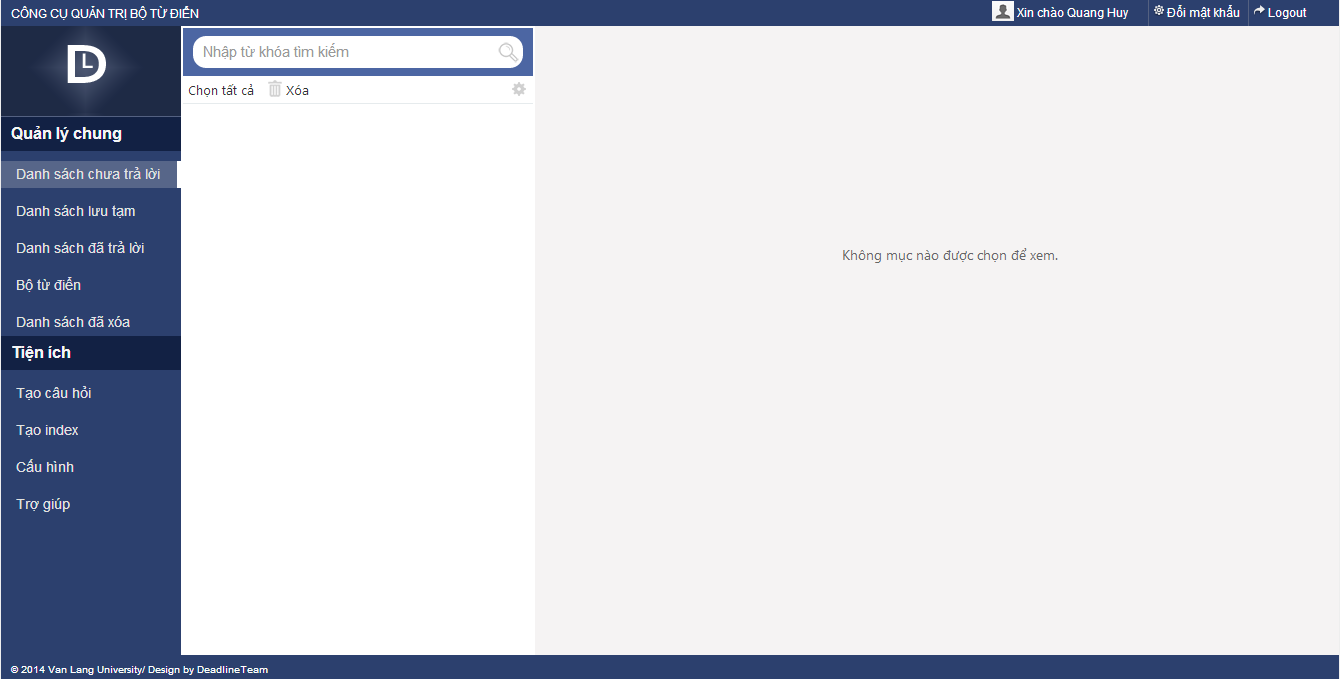 CÔNG CỤ QUẢN TRỊ BỘ TỪ ĐIỂN
Xin chào Quang Huy
Đổi mật khẩu
Logout
DL
Quản lý chung
Danh sách chưa trả lời
Danh sách lưu tạm
Danh sách đã trả lời
Bộ từ điển
Danh sách đã xóa
Tiện ích
Tạo câu hỏi
Tạo index
Cấu hình
Trợ giúp
Nhập từ khóa tìm kiếm
Chọn tất cả Xóa
Không mục nào được chọn để xem.
© 2014 Van Lang University/ Design by DeadlineTeam